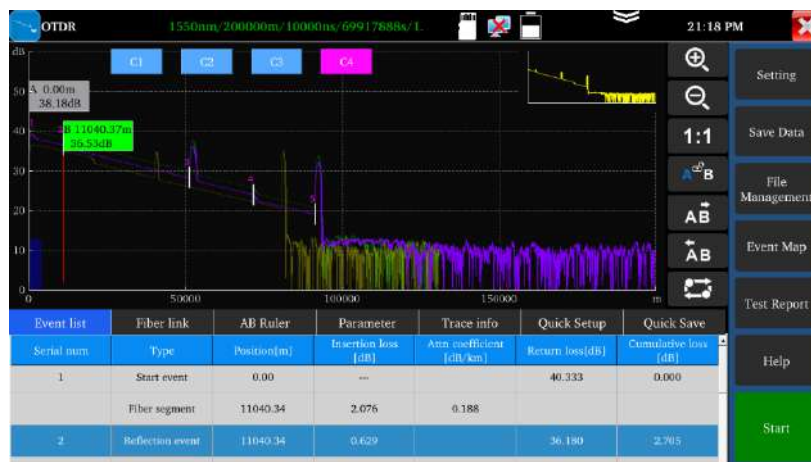 OTDR
1550nm/200000m/10000ns/69917888s/1.
21:18 PM
dB
C1
C2
C3
C4
50
40
30
20
10
0
A 0.00m
38.18dB
B 11040.37m
36.53dB
0
50000
100000
150000
m
1:1
A B
AB
AB
Setting
Save Data
File
Management
Event Map
Test Report
Help
Start
Event list
Fiber link
AB Ruler
Parameter
Trace info
Quick Setup
Quick Save
Serial num
Type
Position[m]
Insertion loss
[dB]
Attn coefficient
[dB/km]
Return loss[dB]
Cumulative loss
[dB]
1
Start event
0.00
---
40.333
0.000
Fiber segment
11040.34
2.076
0.188
2
Reflection event
11040.34
0.629
36.180
2.705